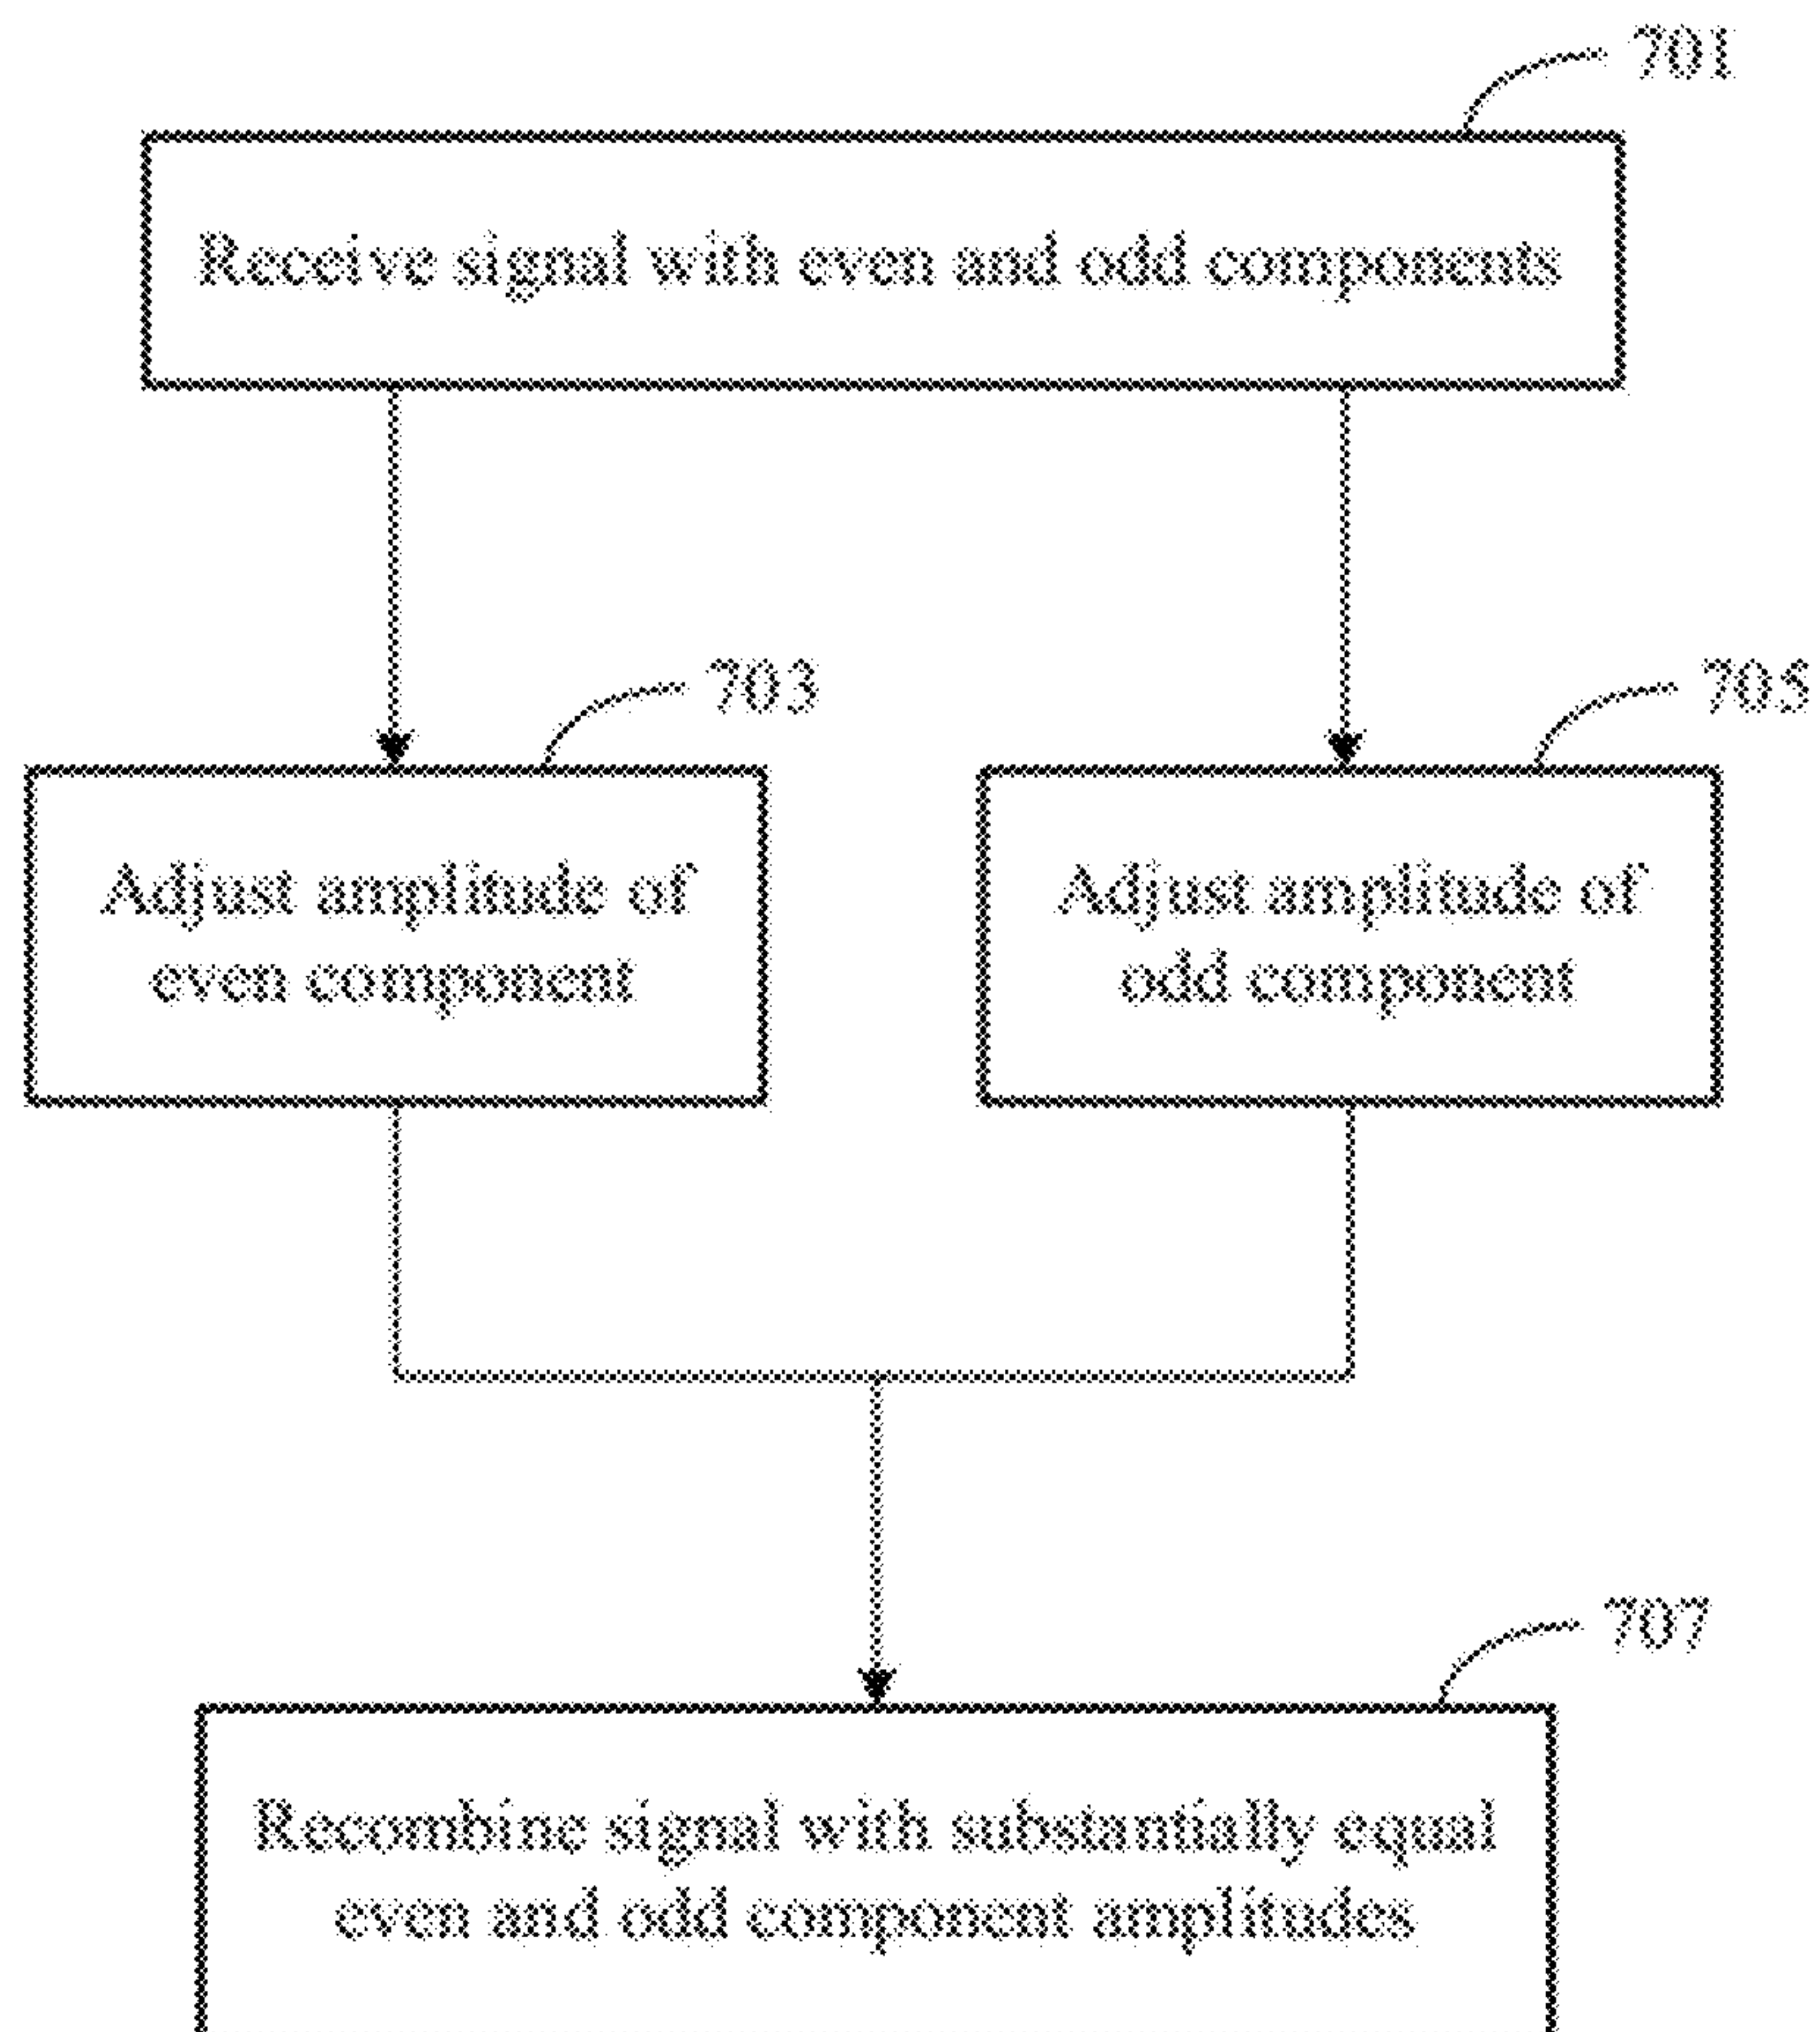 701
Receive signal with even and odd components
703
705
Adjust amplitude of
even component
Adjust amplitude of
odd component
707
Recombine signal with substantially equal
even and odd component amplitudes